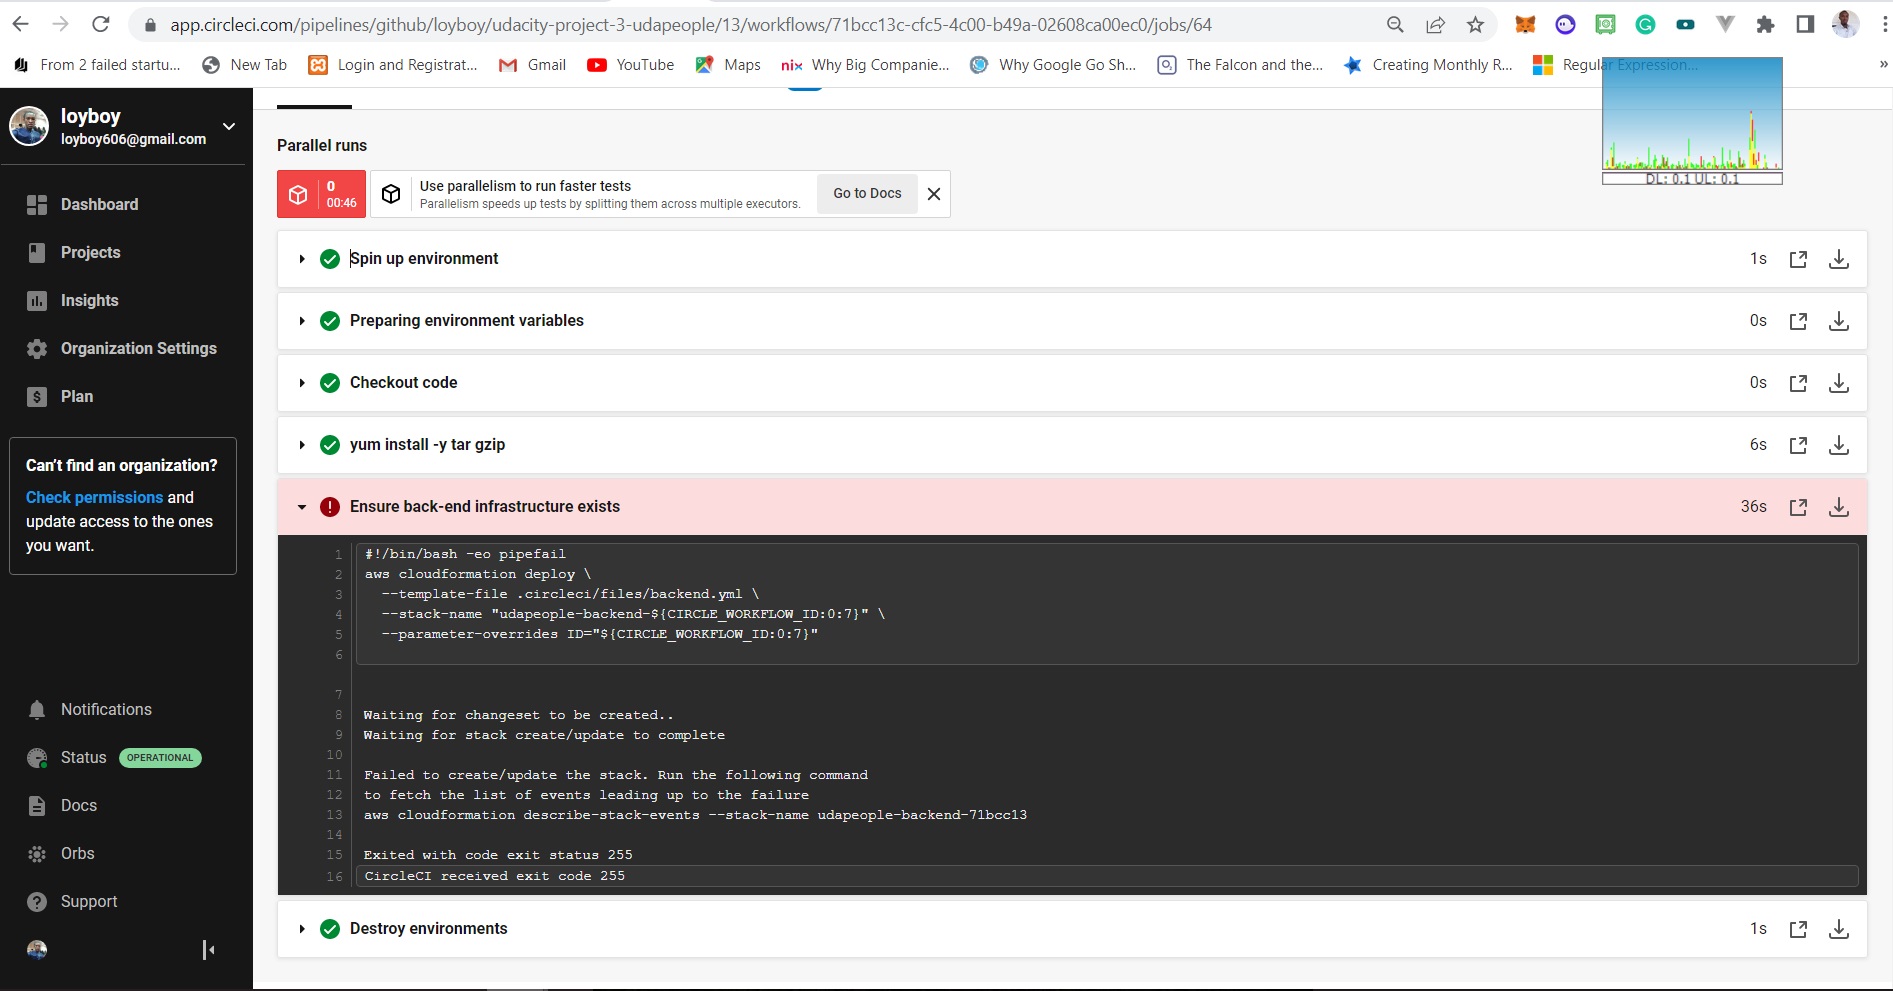 app.circleci.com/pipelines/github/loyboy/udacity-project-3-udapeople/13/workflows/71bcc13c-cfc5-4c00-b49a-02608ca00ec0/jobs/64
From 2 failed startu... New Tab Login and Registrat... Gmail YouTube Maps nix Why Big Companie... Why Google Go Sh... The Falcon and the... Creating Monthly R... Regular Expression... »
loyboy
loyboy606@gmail.com
Dashboard
Projects
Insights
Organization Settings
Plan
Can't find an organization?
Check permissions and
update access to the ones
you want.
Notifications
Status OPERATIONAL
Docs
Orbs
Support
DL: 0.1 UL: 0.1
Parallel runs
0
00:46
Use parallelism to run faster tests
Parallelism speeds up tests by splitting them across multiple executors.
Go to Docs
Spin up environment 1s
Preparing environment variables 0s
Checkout code 0s
yum install -y tar gzip 6s
Ensure back-end infrastructure exists 36s
1 #!/bin/bash -eo pipefail
2 aws cloudformation deploy \
3 --template-file .circleci/files/backend.yml \
4 --stack-name "udapeople-backend-${CIRCLE_WORKFLOW_ID:0:7}" \
5 --parameter-overrides ID="${CIRCLE_WORKFLOW_ID:0:7}"
6
7
8 Waiting for changeset to be created..
9 Waiting for stack create/update to complete
10
11 Failed to create/update the stack. Run the following command
12 to fetch the list of events leading up to the failure
13 aws cloudformation describe-stack-events --stack-name udapeople-backend-71bcc13
14
15 Exited with code exit status 255
16 CircleCI received exit code 255
Destroy environments 1s